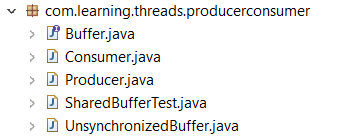 com.learning.threads.producerconsumer
Buffer.java
Consumer.java
Producer.java
SharedBufferTest.java
UnsynchronizedBuffer.java